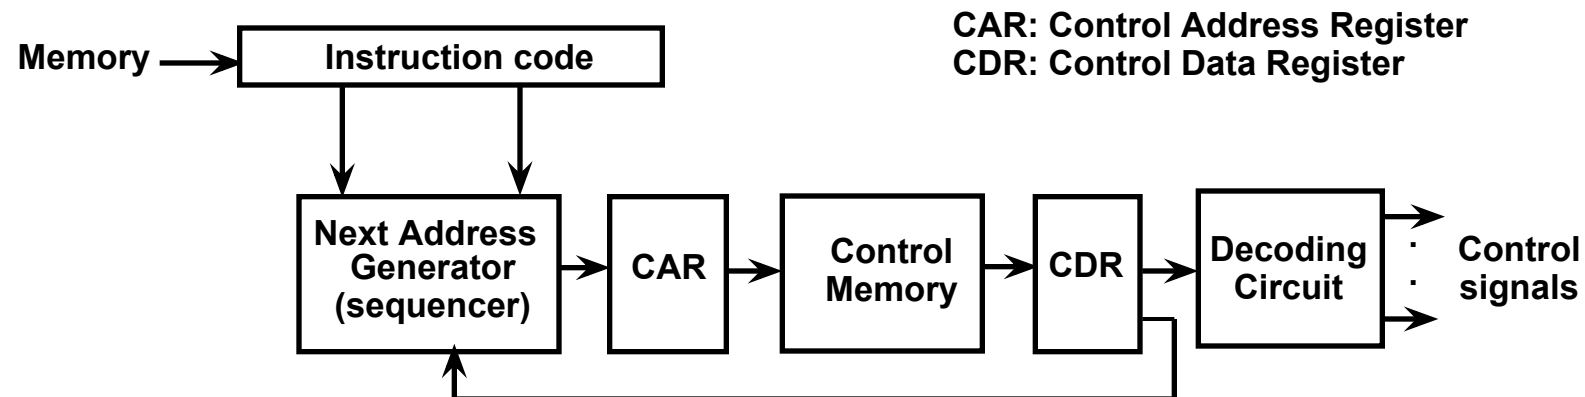 CAR: Control Address Register
CDR: Control Data Register
Memory
Instruction code
Next Address
Generator
(sequencer)
CAR
Control
Memory
CDR
Decoding
Circuit
Control
signals